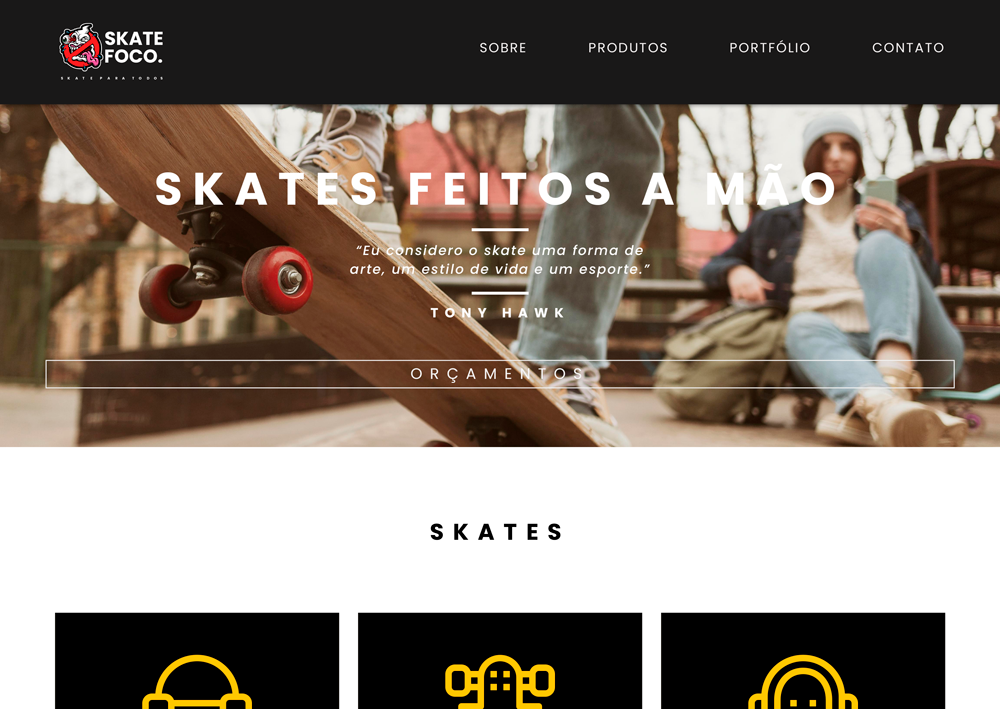 SKATE
FOCO.
SKATE PARA TODOS
SOBRE
PRODUTOS
PORTFÓLIO
CONTATO
SKATES FEITOS A MÃO
“Eu considero o skate uma forma de
arte, um estilo de vida e um esporte.”
TONY HAWK
ORÇAMENTOS
SKATES